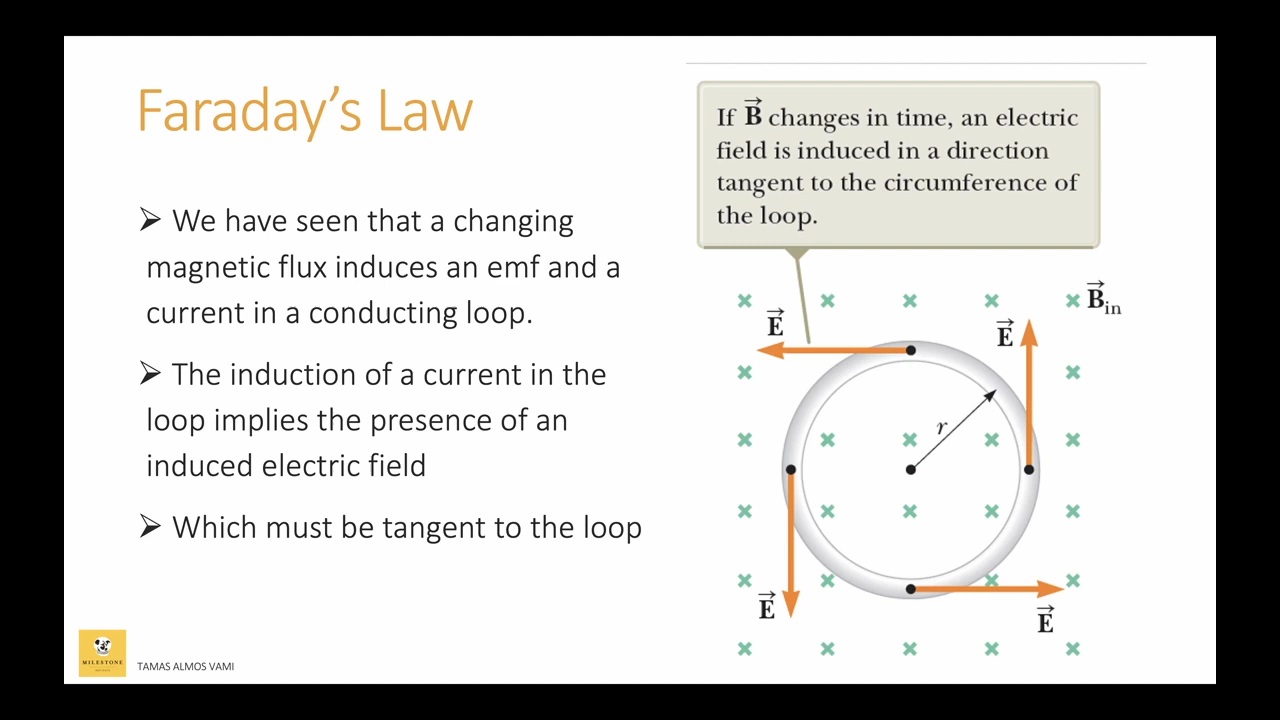 Faraday's Law
➢ We have seen that a changing
magnetic flux induces an emf and a
current in a conducting loop.
➢ The induction of a current in the
loop implies the presence of an
induced electric field
➢ Which must be tangent to the loop
If B⃗ changes in time, an electric
field is induced in a direction
tangent to the circumference of
the loop.
B⃗in
E⃗
E⃗
r
E⃗
E⃗
MILESTONE
TAMAS ALMOS VAMI